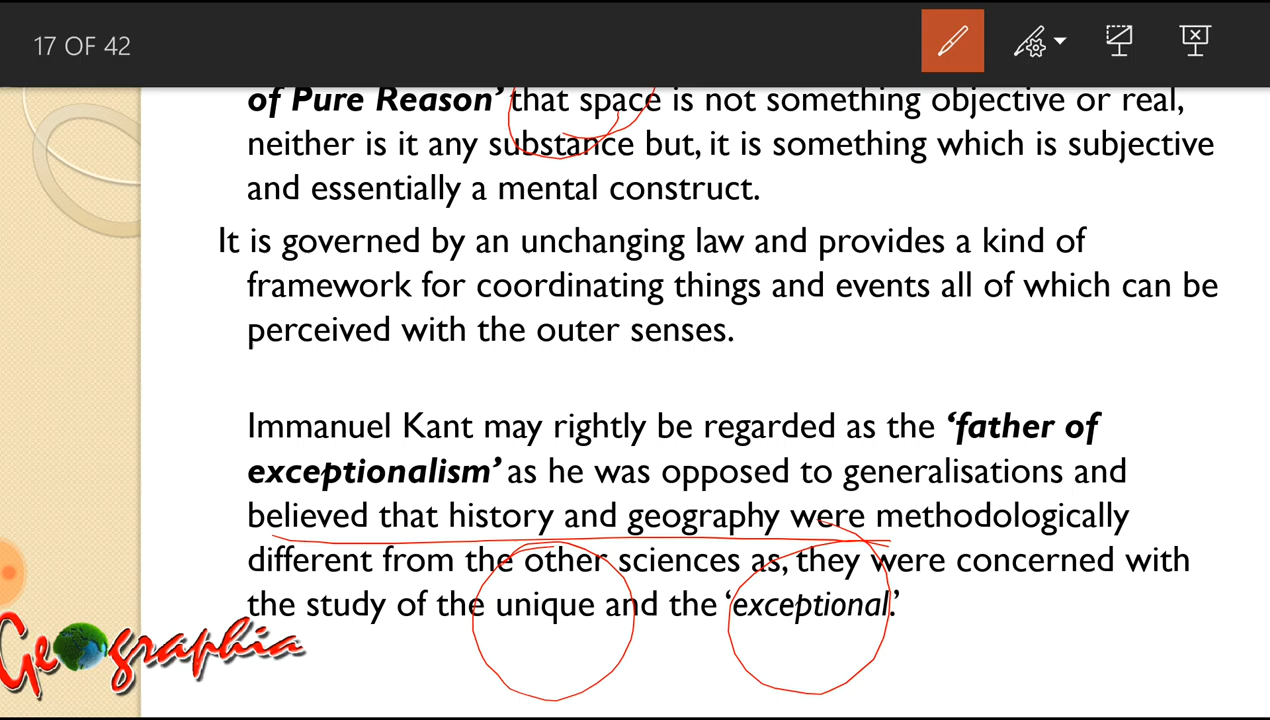 17 OF 42
of Pure Reason’ that space is not something objective or real,
neither is it any substance but, it is something which is subjective
and essentially a mental construct.
It is governed by an unchanging law and provides a kind of
framework for coordinating things and events all of which can be
perceived with the outer senses.
Immanuel Kant may rightly be regarded as the ‘father of
exceptionalism’ as he was opposed to generalisations and
believed that history and geography were methodologically
different from the other sciences as, they were concerned with
the study of the unique and the ‘exceptional.’
Geographia